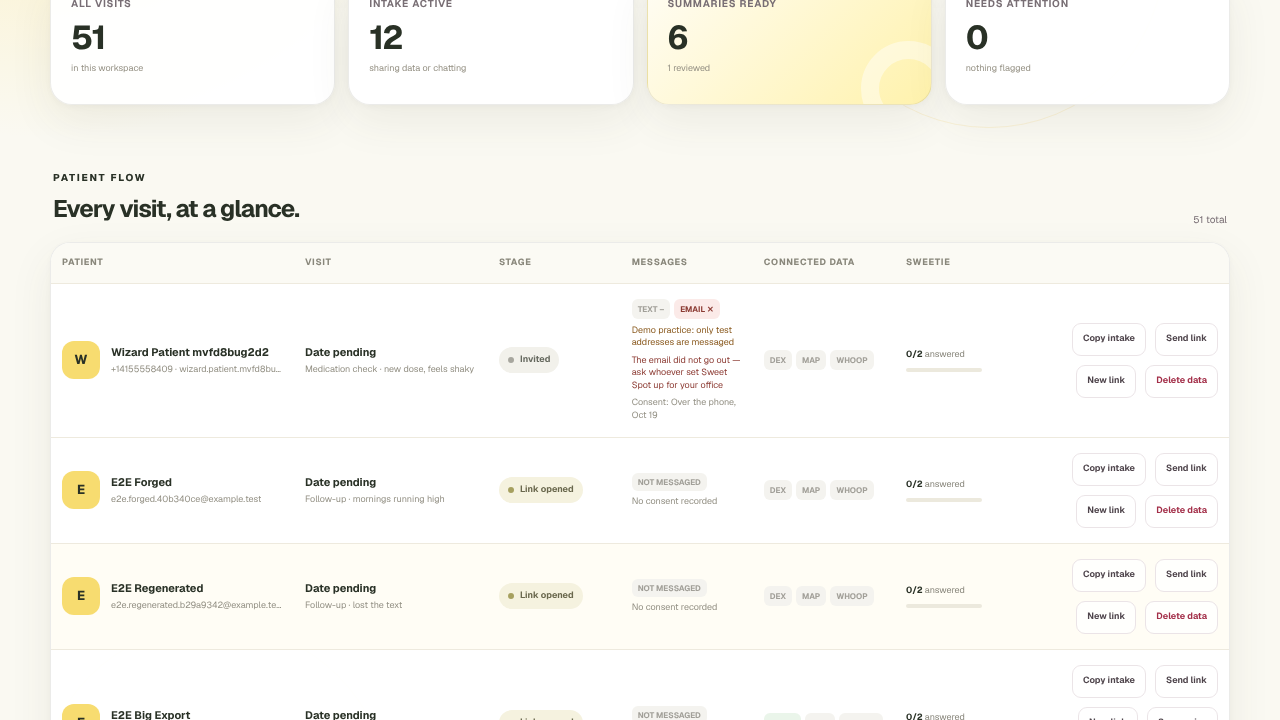 ALL VISITS
51
in this workspace
INTAKE ACTIVE
12
sharing data or chatting
SUMMARIES READY
6
1 reviewed
NEEDS ATTENTION
0
nothing flagged
PATIENT FLOW
Every visit, at a glance.
51 total
PATIENT VISIT STAGE MESSAGES CONNECTED DATA SWEETIE
W
Wizard Patient mvfd8bug2d2
+14155558409 · wizard.patient.mvfd8bu…
Date pending
Medication check · new dose, feels shaky
Invited
TEXT – EMAIL ✕
Demo practice: only test
addresses are messaged
The email did not go out —
ask whoever set Sweet
Spot up for your office
Consent: Over the phone,
Oct 19
DEX MAP WHOOP
0/2 answered
Copy intake Send link
New link Delete data
E
E2E Forged
e2e.forged.40b340ce@example.test
Date pending
Follow-up · mornings running high
Link opened
NOT MESSAGED
No consent recorded
DEX MAP WHOOP
0/2 answered
Copy intake Send link
New link Delete data
E
E2E Regenerated
e2e.regenerated.b29a9342@example.te…
Date pending
Follow-up · lost the text
Link opened
NOT MESSAGED
No consent recorded
DEX MAP WHOOP
0/2 answered
Copy intake Send link
New link Delete data
E2E Big Export
Date pending
NOT MESSAGED
0/2 answered
Copy intake Send link